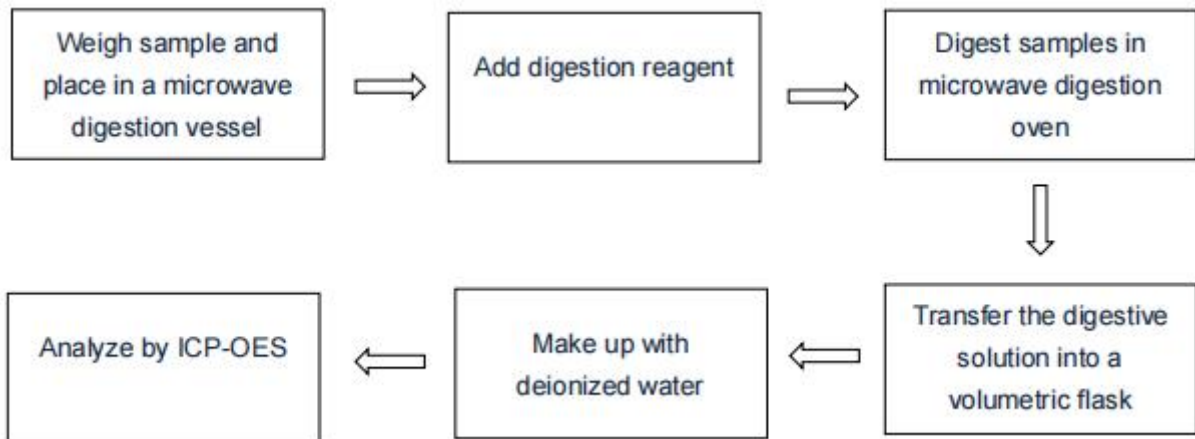 Weigh sample and
place in a microwave
digestion vessel
Add digestion reagent
Digest samples in
microwave digestion
oven
Transfer the digestive
solution into a
volumetric flask
Make up with
deionized water
Analyze by ICP-OES